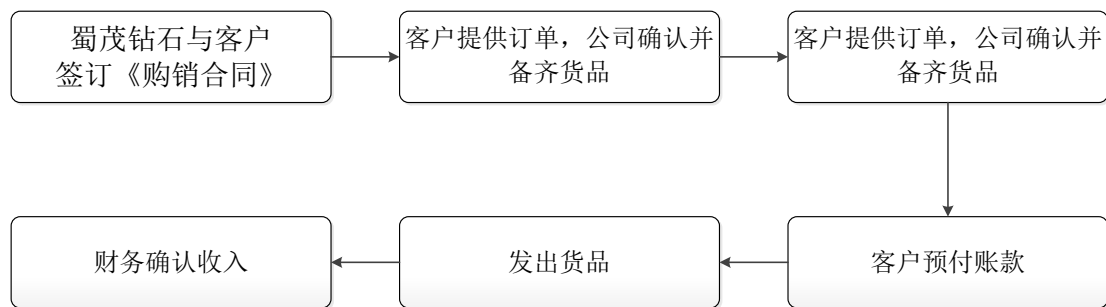 蜀茂钻石与客户
签订《购销合同》
客户提供订单，公司确认并
备齐货品
客户提供订单，公司确认并
备齐货品
客户预付账款
发出货品
财务确认收入